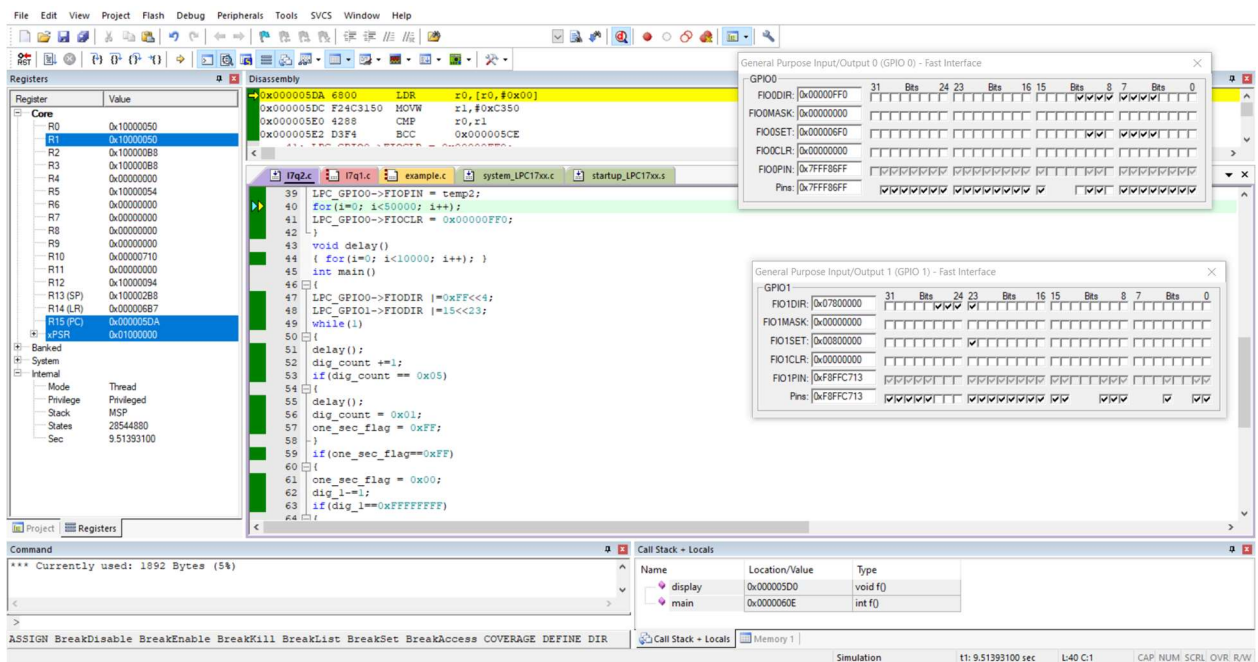 File Edit View Project Flash Debug Peripherals Tools SVCS Window Help
Registers
Register Value
Core
R0 0x10000050
R1 0x10000050
R2 0x100000B8
R3 0x100000B8
R4 0x00000000
R5 0x10000054
R6 0x00000000
R7 0x00000000
R8 0x00000000
R9 0x00000000
R10 0x00000710
R11 0x00000000
R12 0x10000094
R13 (SP) 0x100002B8
R14 (LR) 0x000006B7
R15 (PC) 0x000005DA
xPSR 0x01000000
Banked
System
Internal
Mode Thread
Privilege Privileged
Stack MSP
States 28544880
Sec 9.51393100
Project Registers
Disassembly
0x000005DA 6800 LDR r0,[r0,#0x00]
0x000005DC F24C3150 MOVW r1,#0xC350
0x000005E0 4288 CMP r0,r1
0x000005E2 D3F4 BCC 0x000005CE
l7q2.c l7q1.c example.c system_LPC17xx.c startup_LPC17xx.s
39 LPC_GPIO0->FIOPIN = temp2;
40 for(i=0; i<50000; i++);
41 LPC_GPIO0->FIOCLR = 0x00000FF0;
42 }
43 void delay()
44 { for(i=0; i<10000; i++); }
45 int main()
46 {
47 LPC_GPIO0->FIODIR |=0xFF<<4;
48 LPC_GPIO1->FIODIR |=15<<23;
49 while(1)
50 {
51 delay();
52 dig_count +=1;
53 if(dig_count == 0x05)
54 {
55 delay();
56 dig_count = 0x01;
57 one_sec_flag = 0xFF;
58 }
59 if(one_sec_flag==0xFF)
60 {
61 one_sec_flag = 0x00;
62 dig_1-=1;
63 if(dig_1==0xFFFFFFFF)
64 {
General Purpose Input/Output 0 (GPIO 0) - Fast Interface
GPIO0
31 Bits 24 23 Bits 16 15 Bits 8 7 Bits 0
FIO0DIR: 0x00000FF0
FIO0MASK: 0x00000000
FIO0SET: 0x000006F0
FIO0CLR: 0x00000000
FIO0PIN: 0x7FFF86FF
Pins: 0x7FFF86FF
General Purpose Input/Output 1 (GPIO 1) - Fast Interface
GPIO1
31 Bits 24 23 Bits 16 15 Bits 8 7 Bits 0
FIO1DIR: 0x07800000
FIO1MASK: 0x00000000
FIO1SET: 0x00800000
FIO1CLR: 0x00000000
FIO1PIN: 0xF8FFC713
Pins: 0xF8FFC713
Command
*** Currently used: 1892 Bytes (5%)
>
ASSIGN BreakDisable BreakEnable BreakKill BreakList BreakSet BreakAccess COVERAGE DEFINE DIR
Call Stack + Locals
Name Location/Value Type
display 0x000005D0 void f()
main 0x0000060E int f()
Call Stack + Locals Memory 1
Simulation t1: 9.51393100 sec L:40 C:1 CAP NUM SCRL OVR R/W